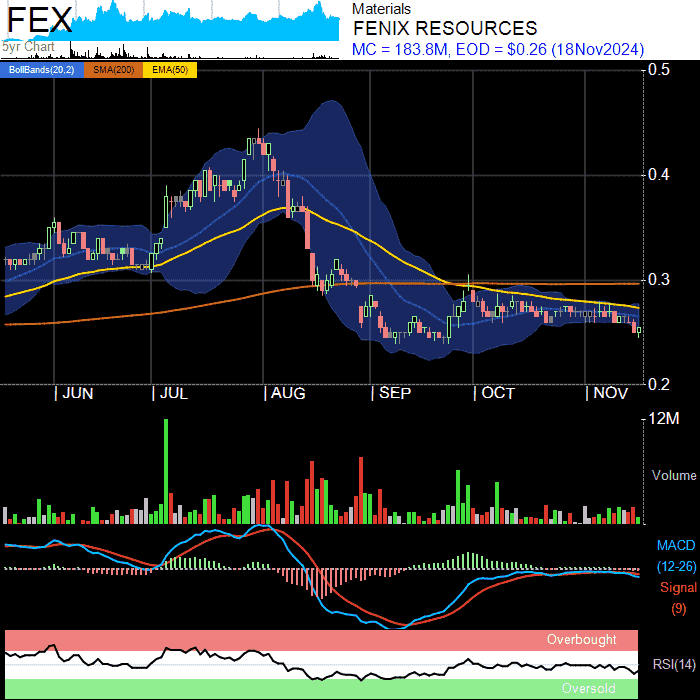 FEX
5yr Chart
Materials
FENIX RESOURCES
MC = 183.8M, EOD = $0.26 (18Nov2024)
BollBands(20,2) SMA(200) EMA(50)
0.5
0.4
0.3
0.2
| JUN | JUL | AUG | SEP | OCT | NOV
12M
Volume
MACD
(12-26)
Signal
(9)
Overbought
RSI(14)
Oversold